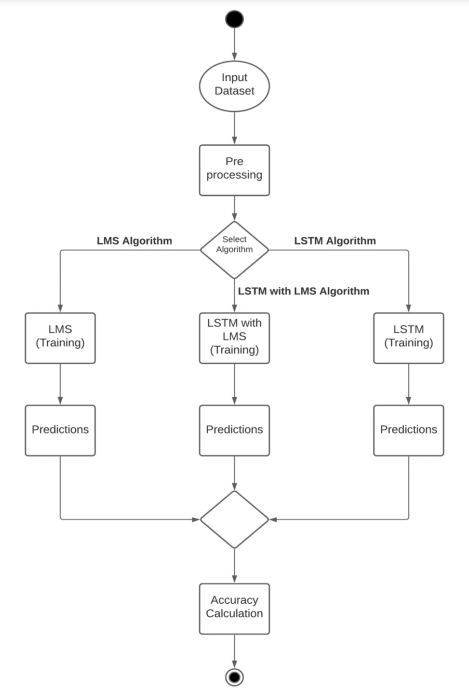 Input
Dataset
Pre
processing
Select
Algorithm
LMS Algorithm
LSTM Algorithm
LSTM with LMS Algorithm
LMS
(Training)
LSTM with
LMS
(Training)
LSTM
(Training)
Predictions
Predictions
Predictions
Accuracy
Calculation